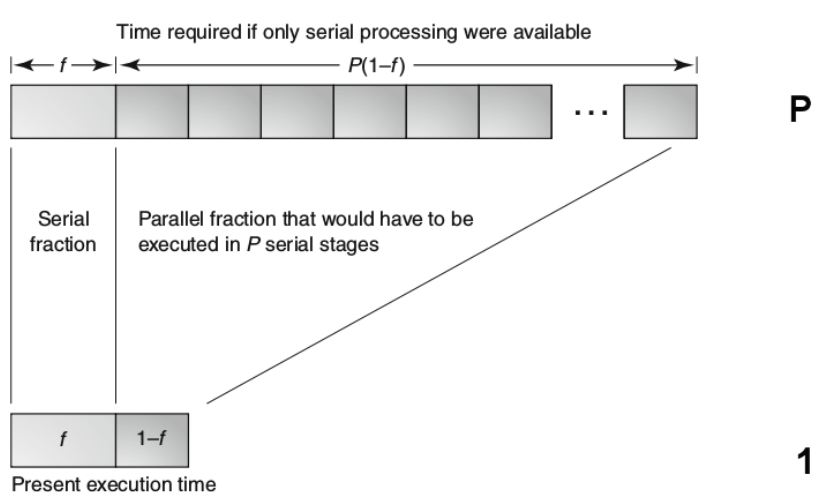 Time required if only serial processing were available
f
P(1–f)
...
P
Serial
fraction
Parallel fraction that would have to be
executed in P serial stages
f
1–f
1
Present execution time